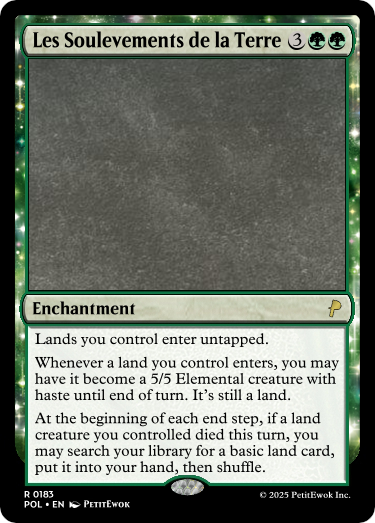 Les Soulevements de la Terre 3
Enchantment
Lands you control enter untapped.
Whenever a land you control enters, you may
have it become a 5/5 Elemental creature with
haste until end of turn. It's still a land.
At the beginning of each end step, if a land
creature you controlled died this turn, you
may search your library for a basic land card,
put it into your hand, then shuffle.
R 0183
POL • EN PetitEwok
© 2025 PetitEwok Inc.